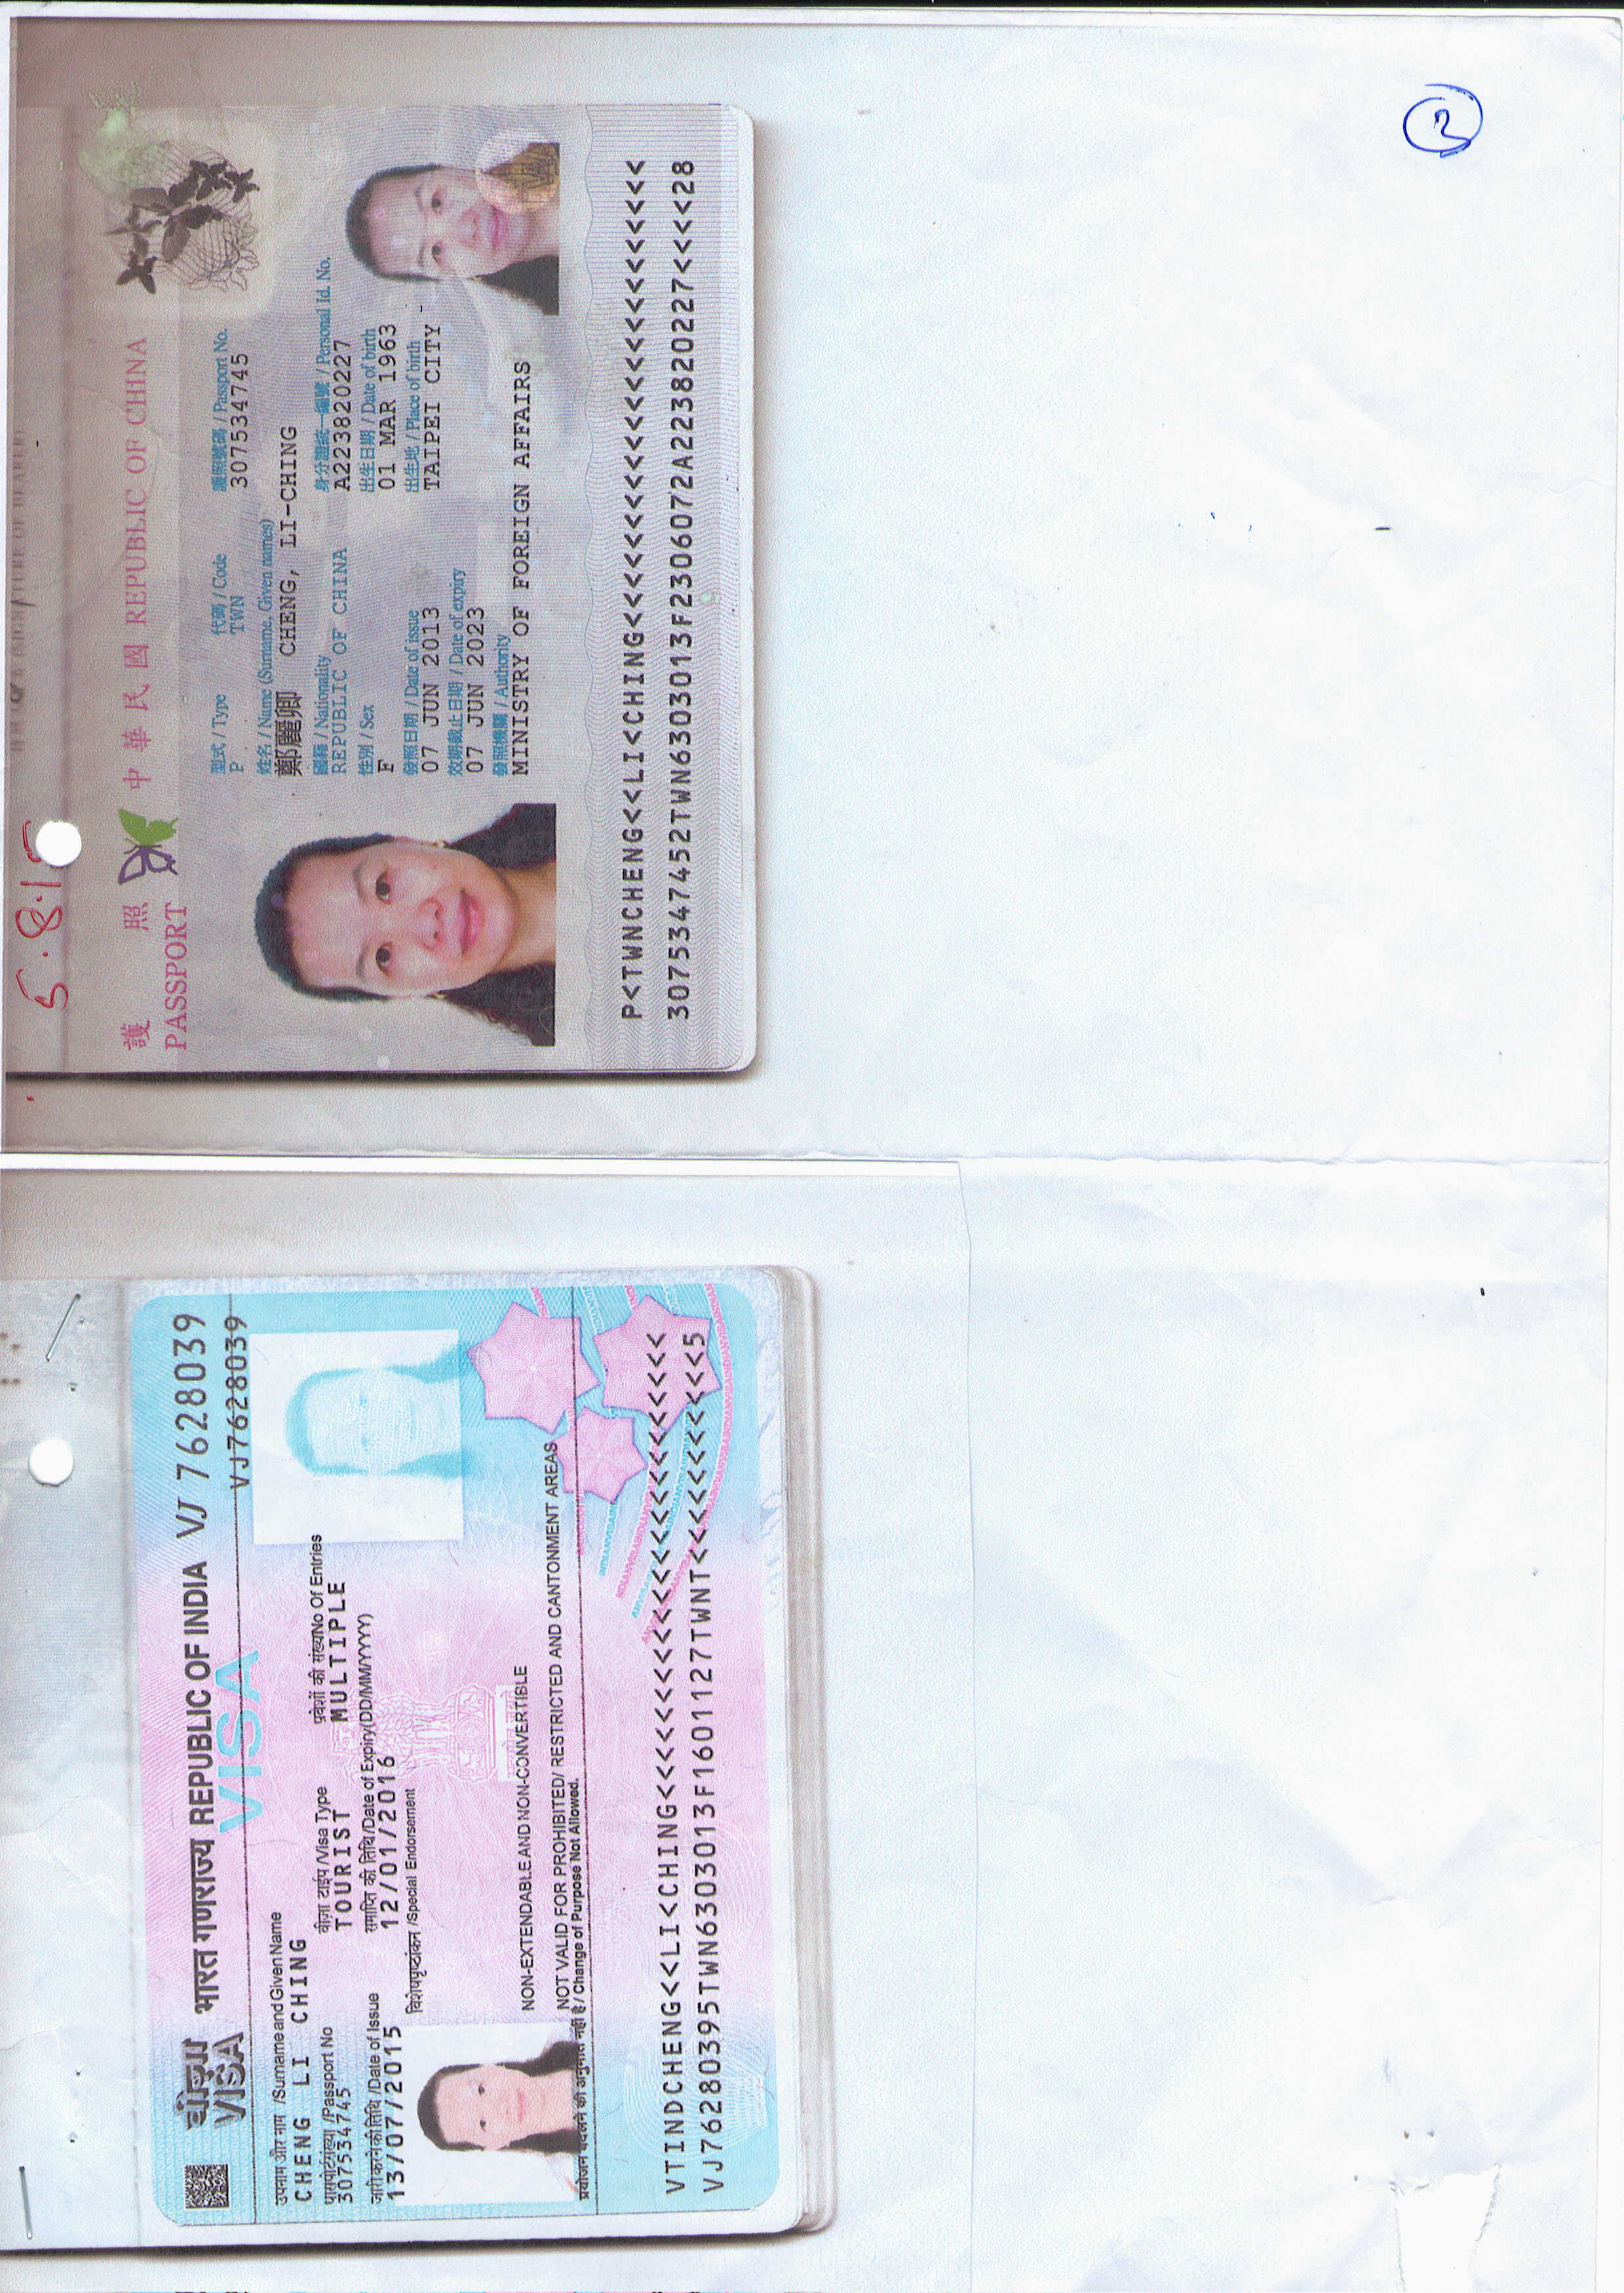 5.8.15
護 照 中華民國 REPUBLIC OF CHINA
PASSPORT
型式 / Type 代碼 / Code 護照號碼 / Passport No.
P TWN 307534745
姓名 / Name (Surname, Given names)
鄭麗卿 CHENG, LI-CHING
國籍 / Nationality 身分證統一編號 / Personal Id. No.
REPUBLIC OF CHINA A223820227
性別 / Sex 出生日期 / Date of birth
F 01 MAR 1963
發照日期 / Date of issue 出生地 / Place of birth
07 JUN 2013 TAIPEI CITY
效期截止日期 / Date of expiry
07 JUN 2023
發照機關 / Authority
MINISTRY OF FOREIGN AFFAIRS
P<TWNCHENG<<LI<CHING<<<<<<<<<<<<<<<<<<<<<<<<
3075347452TWN6303013F2306072A223820227<<<<28
2
वीज़ा भारत गणराज्य REPUBLIC OF INDIA VJ 7628039
VISA VISA VJ7628039
उपनाम और नाम /Surname and Given Name
CHENG LI CHING
पासपोर्ट संख्या /Passport No वीज़ा टाईप /Visa Type प्रवेशों की संख्या/No Of Entries
307534745 TOURIST MULTIPLE
जारी करने की तिथि /Date of Issue समाप्ति की तिथि /Date of Expiry(DD/MM/YYYY)
13/07/2015 12/01/2016
विशेषपृष्ठांकन /Special Endorsement
NON-EXTENDABLE AND NON-CONVERTIBLE
NOT VALID FOR PROHIBITED/ RESTRICTED AND CANTONMENT AREAS
प्रयोजन बदलने की अनुमति नहीं है / Change of Purpose Not Allowed.
VTINDCHENG<<LI<CHING<<<<<<<<<<<<<<<<<<<<<<<<
VJ76280395TWN6303013F1601127TWNT<<<<<<<<<<<5